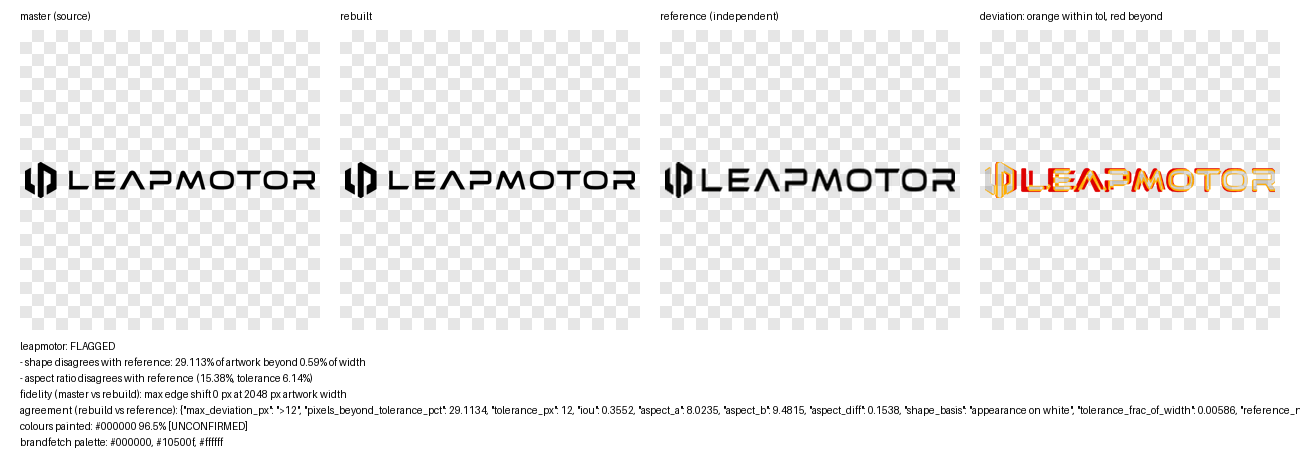 master (source) rebuilt reference (independent) deviation: orange within tol, red beyond
LEAPMOTOR LEAPMOTOR LEAPMOTOR LEAPMOTOR
leapmotor: FLAGGED
- shape disagrees with reference: 29.113% of artwork beyond 0.59% of width
- aspect ratio disagrees with reference (15.38%, tolerance 6.14%)
fidelity (master vs rebuild): max edge shift 0 px at 2048 px artwork width
agreement (rebuild vs reference): {"max_deviation_px": ">12", "pixels_beyond_tolerance_pct": 29.1134, "tolerance_px": 12, "iou": 0.3552, "aspect_a": 8.0235, "aspect_b": 9.4815, "aspect_diff": 0.1538, "shape_basis": "appearance on white", "tolerance_frac_of_width": 0.00586, "reference_r
colours painted: #000000 96.5% [UNCONFIRMED]
brandfetch palette: #000000, #10500f, #ffffff